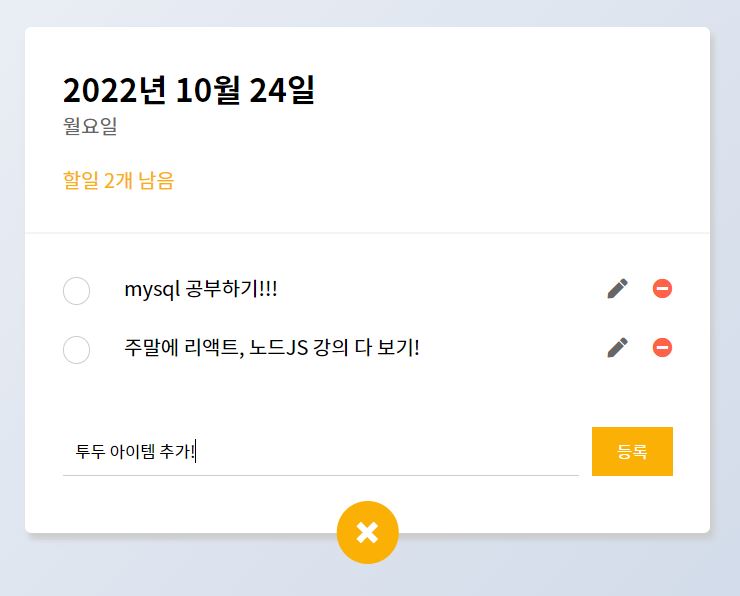 2022년 10월 24일
월요일
할일 2개 남음
mysql 공부하기!!!
주말에 리액트, 노드JS 강의 다 보기!
투두 아이템 추가!
등록